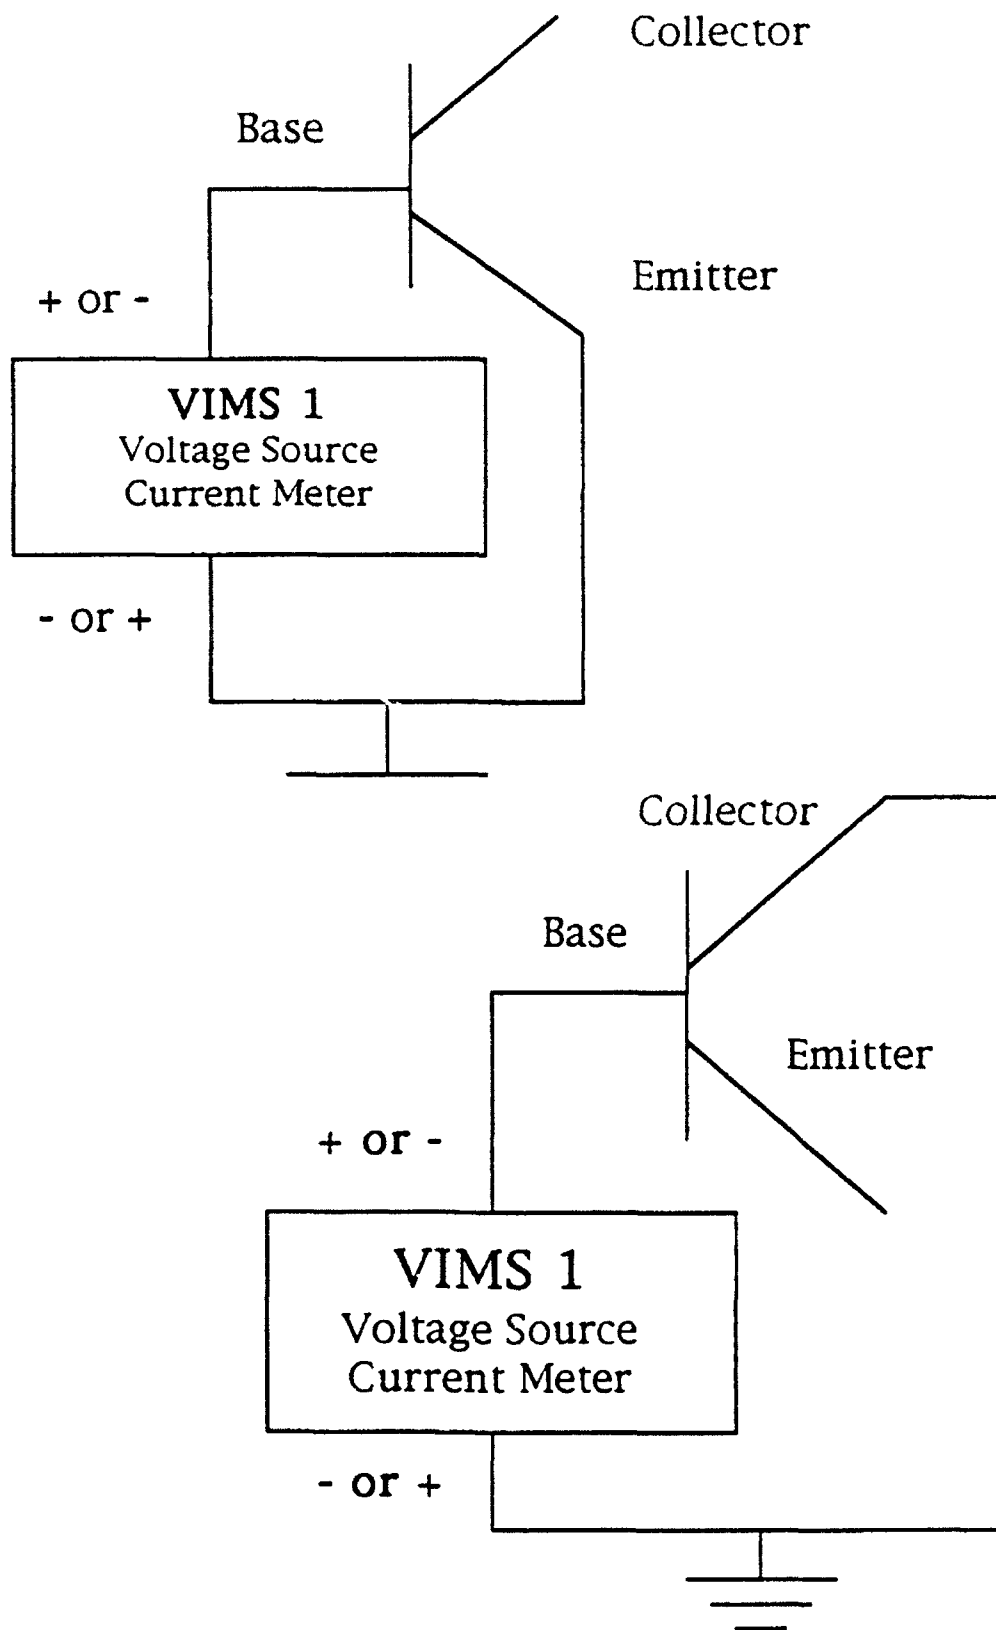 Collector
Base
Emitter
+ or -
VIMS 1
Voltage Source
Current Meter
- or +
Collector
Base
Emitter
+ or -
VIMS 1
Voltage Source
Current Meter
- or +